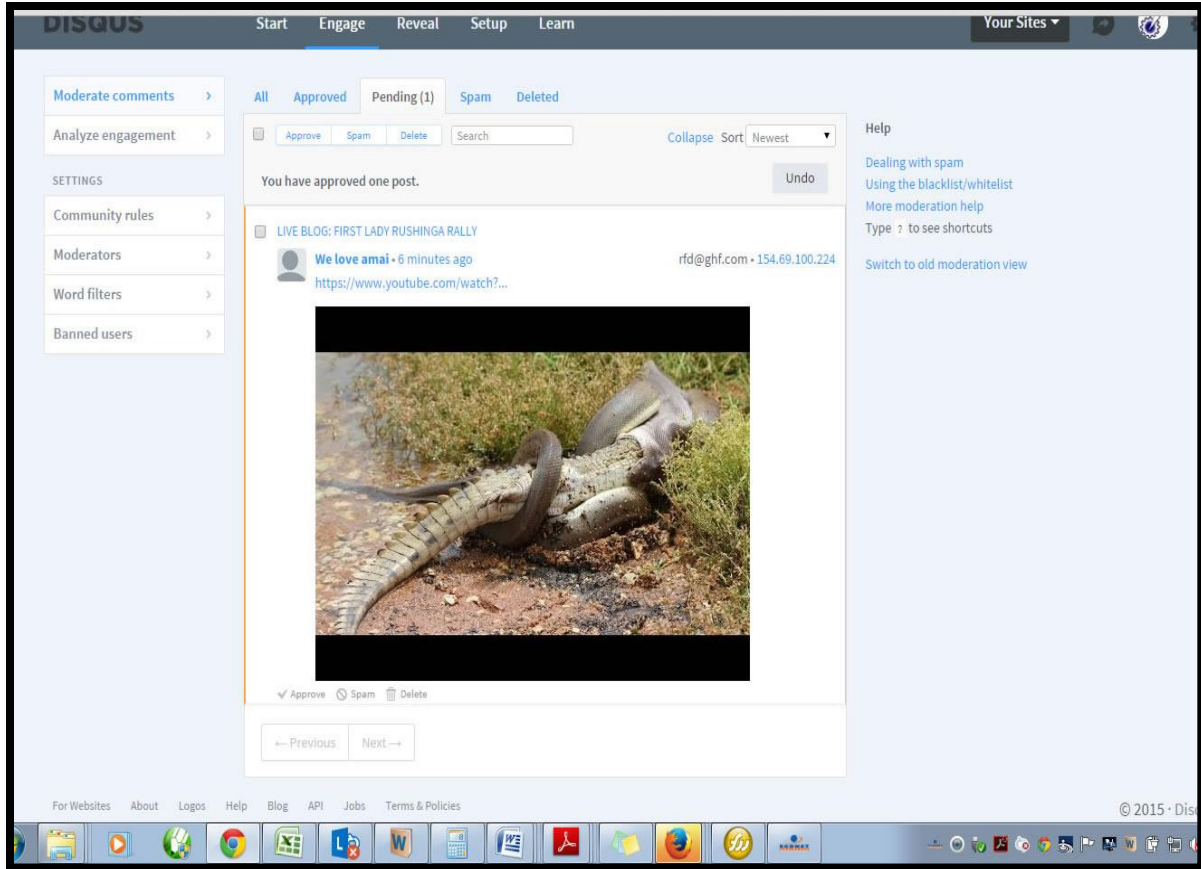 DISQUS Start Engage Reveal Setup Learn Your Sites
Moderate comments
Analyze engagement
SETTINGS
Community rules
Moderators
Word filters
Banned users
All Approved Pending (1) Spam Deleted
Approve Spam Delete Search Collapse Sort Newest
You have approved one post. Undo
LIVE BLOG: FIRST LADY RUSHINGA RALLY
We love amai • 6 minutes ago rfd@ghf.com • 154.69.100.224
https://www.youtube.com/watch?...
Approve Spam Delete
← Previous Next →
Help
Dealing with spam
Using the blacklist/whitelist
More moderation help
Type ? to see shortcuts
Switch to old moderation view
For Websites About Logos Help Blog API Jobs Terms & Policies © 2015 · Disq